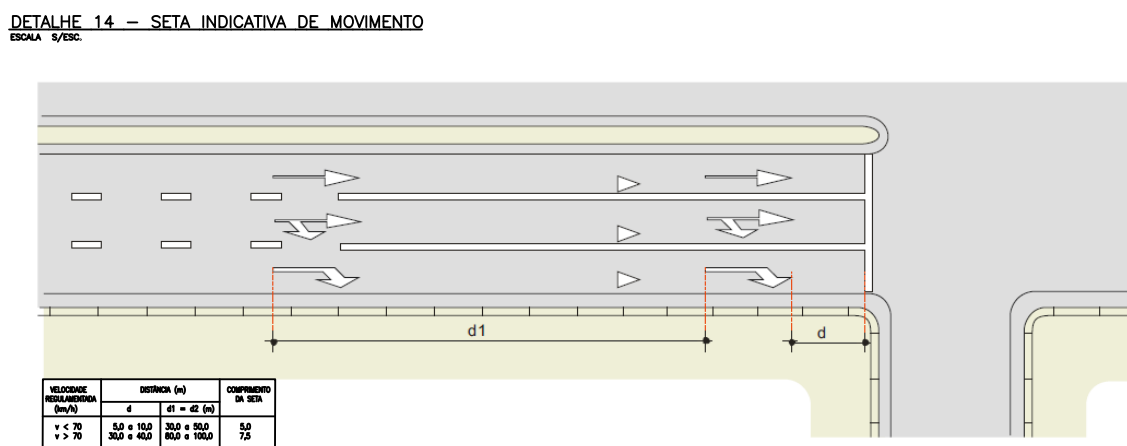 DETALHE 14 – SETA INDICATIVA DE MOVIMENTO
ESCALA S/ESC.
d1
d
VELOCIDADE REGULAMENTADA (km/h)
DISTÂNCIA (m)
COMPRIMENTO DA SETA
d
d1 = d2 (m)
v < 70 5,0 a 10,0 30,0 a 50,0 5,0
v > 70 30,0 a 40,0 80,0 a 100,0 7,5